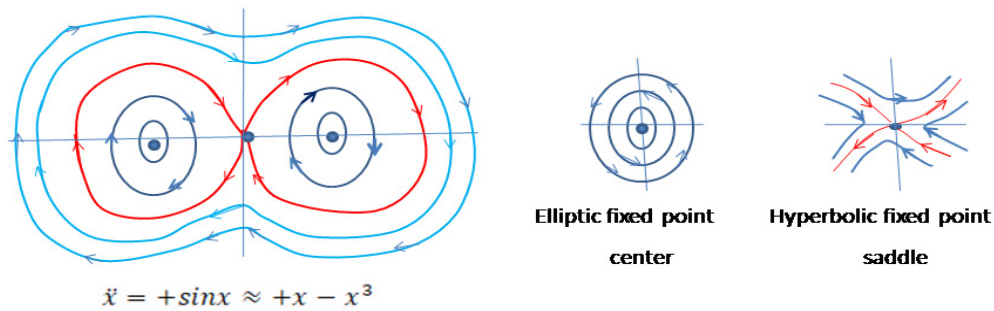 ẍ = +sinx ≈ +x − x³
Elliptic fixed point
center
Hyperbolic fixed point
saddle